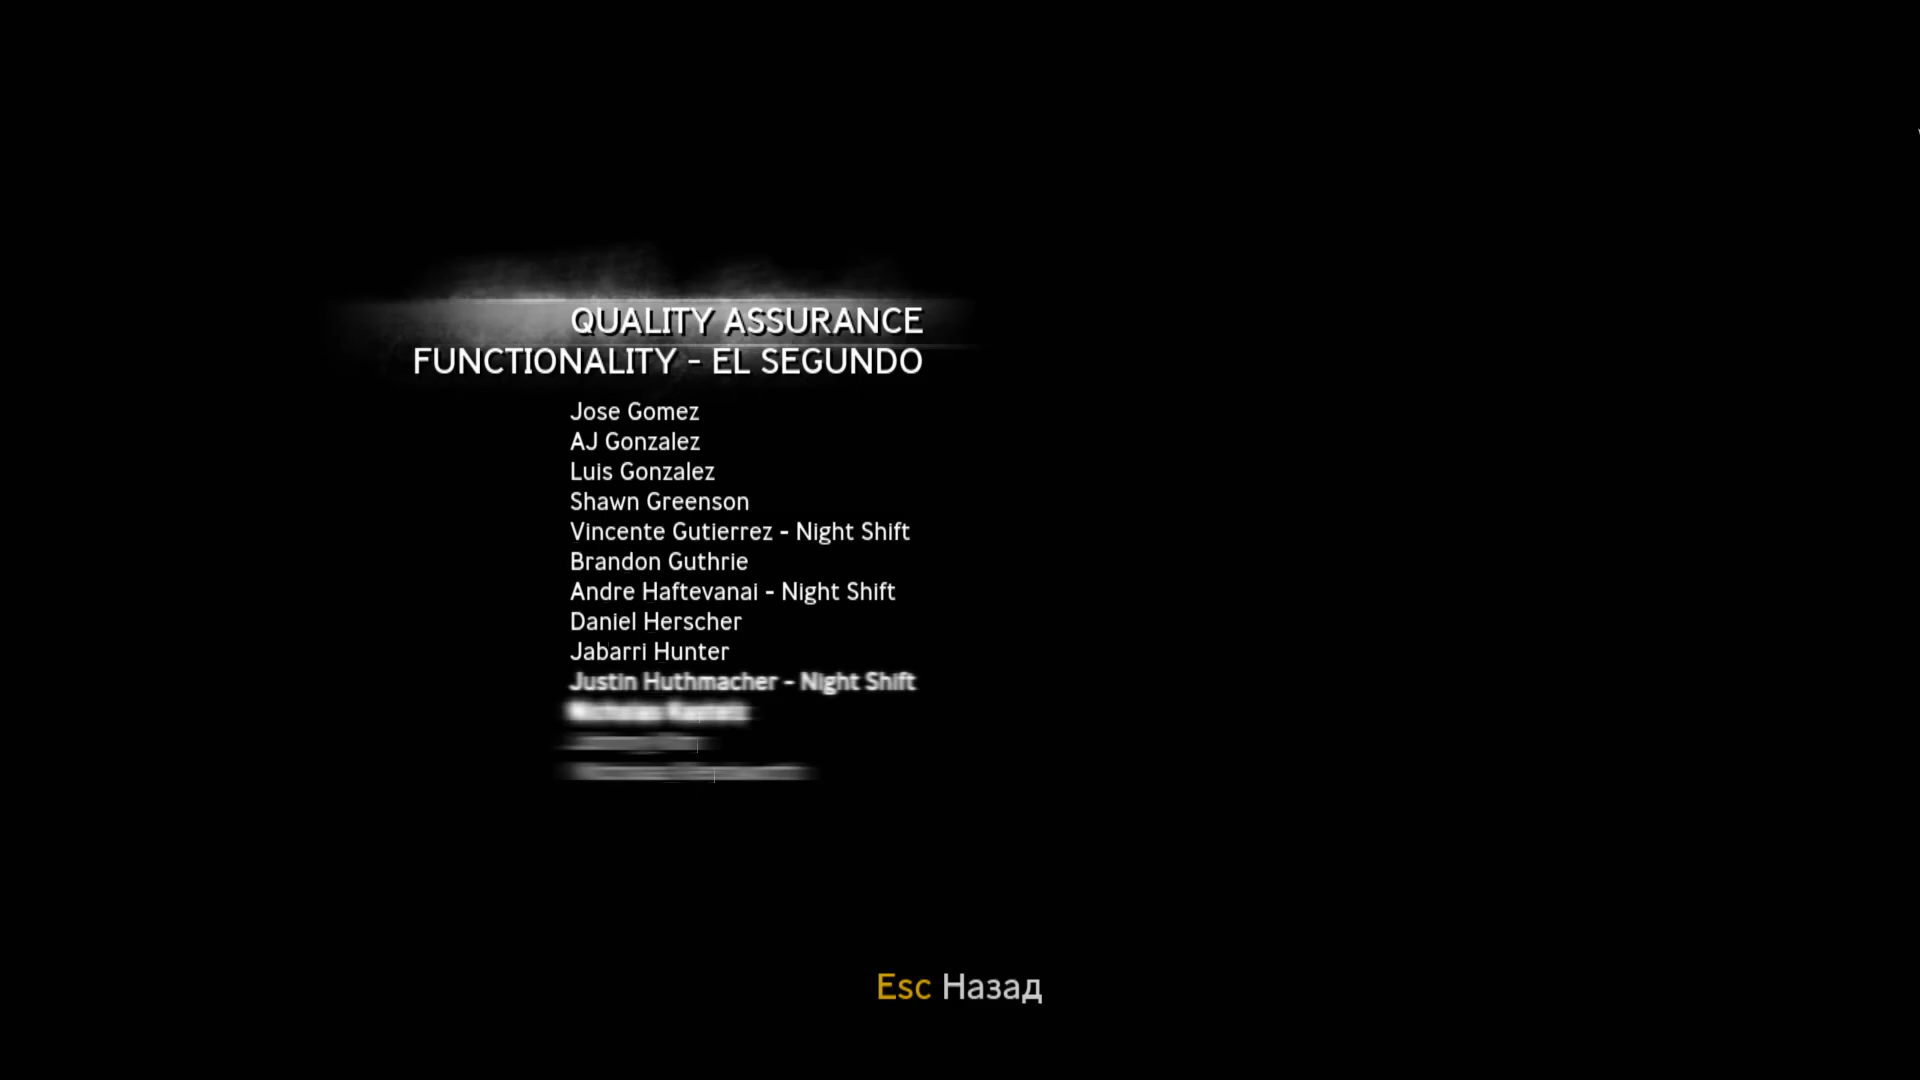 QUALITY ASSURANCE
FUNCTIONALITY - EL SEGUNDO
Jose Gomez
AJ Gonzalez
Luis Gonzalez
Shawn Greenson
Vincente Gutierrez - Night Shift
Brandon Guthrie
Andre Haftevanai - Night Shift
Daniel Herscher
Jabarri Hunter
Justin Huthmacher - Night Shift
Nicholas
Esc Назад